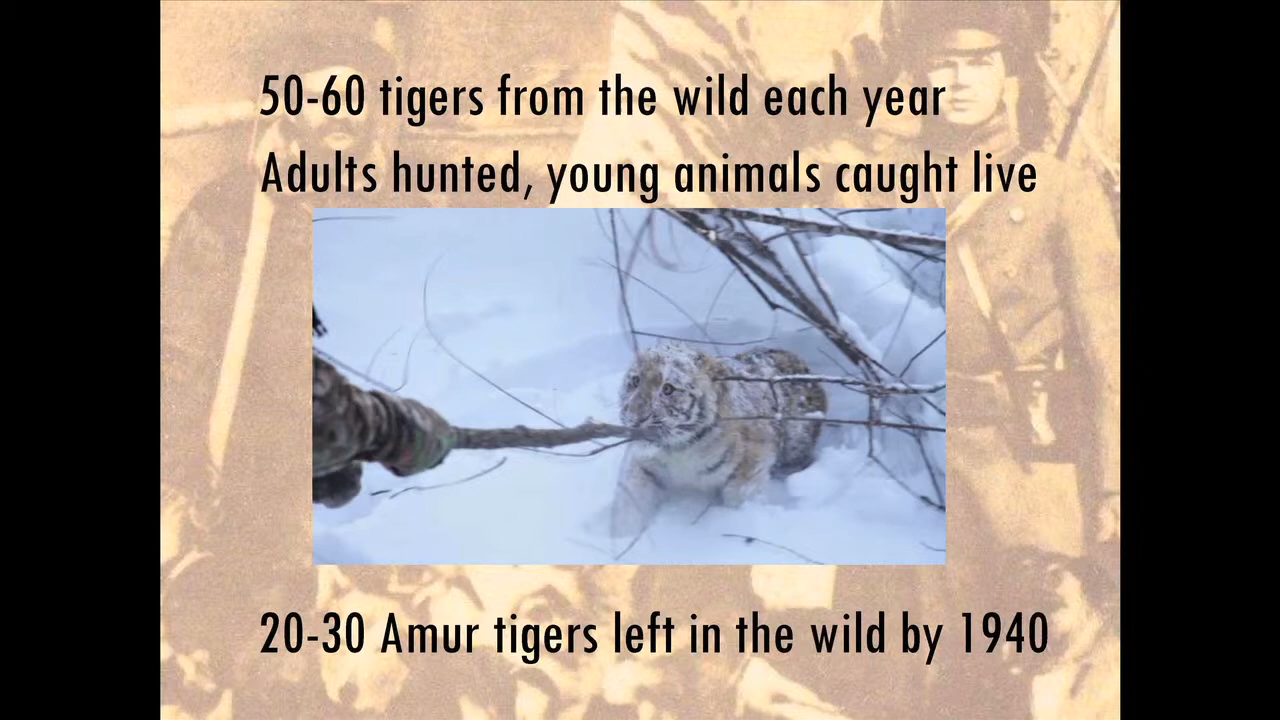 50-60 tigers from the wild each year
Adults hunted, young animals caught live
20-30 Amur tigers left in the wild by 1940